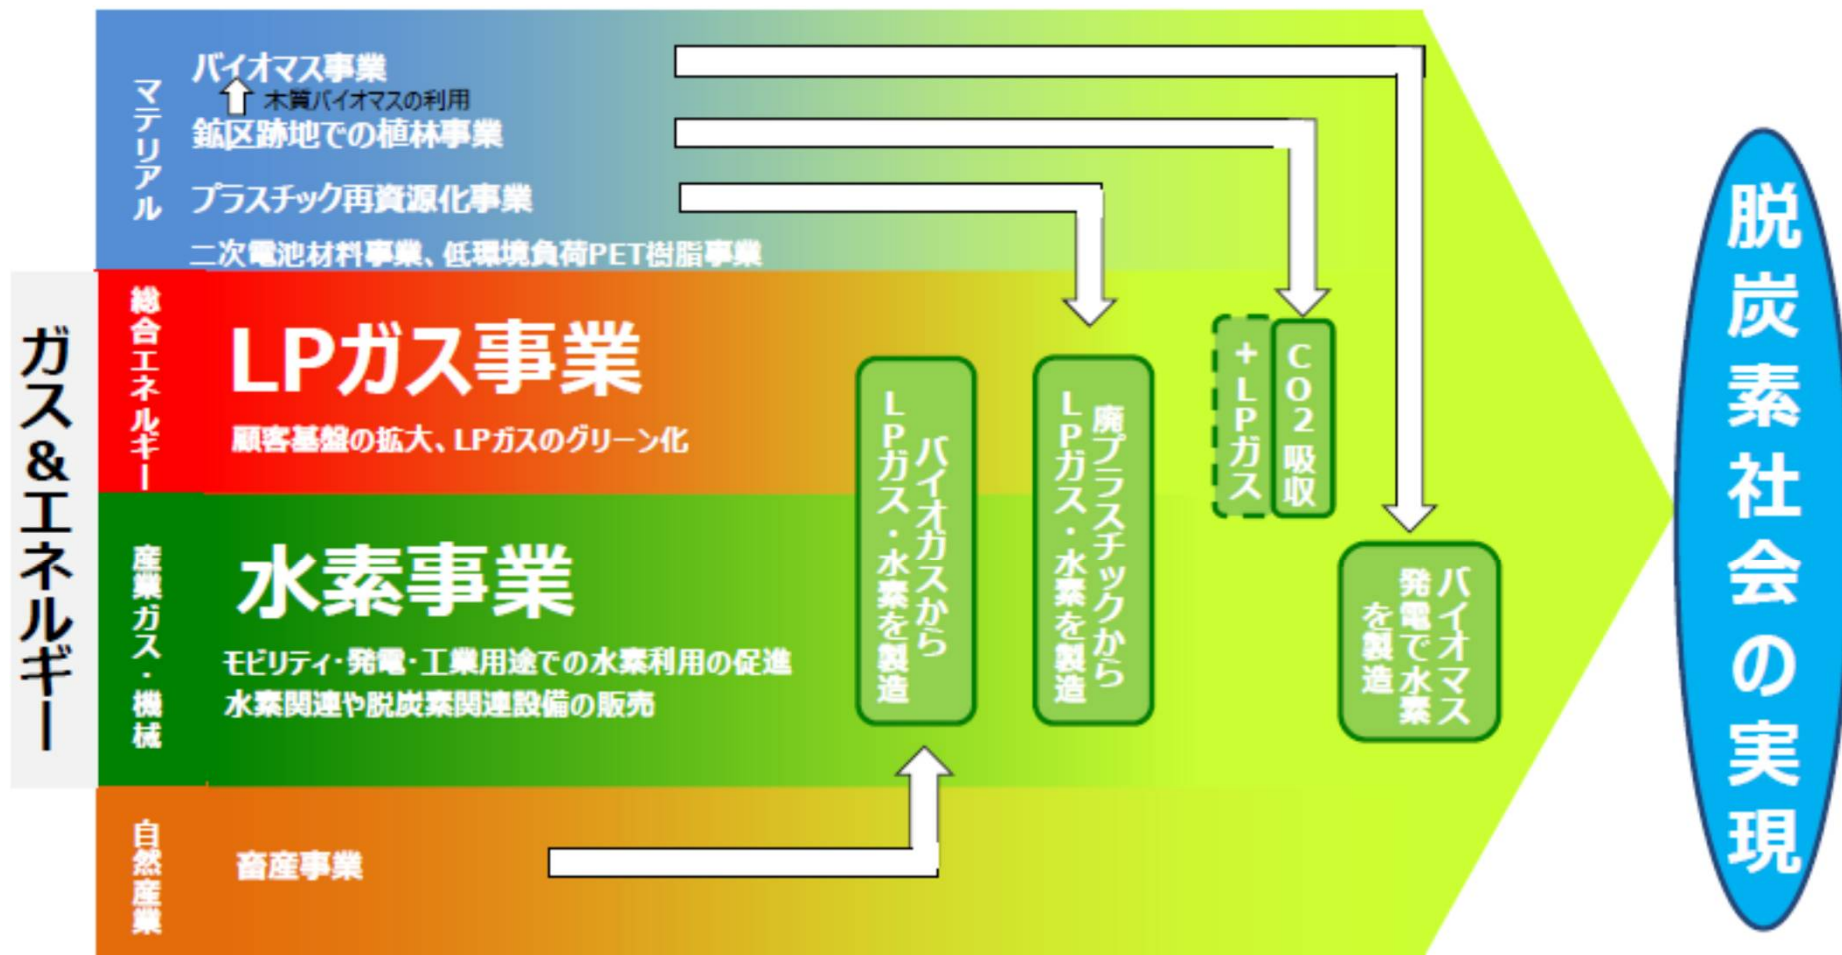 ガス&エネルギー
マテリアル
バイオマス事業
木質バイオマスの利用
鉱区跡地での植林事業
プラスチック再資源化事業
二次電池材料事業、低環境負荷PET樹脂事業
総合エネルギー
LPガス事業
顧客基盤の拡大、LPガスのグリーン化
産業ガス・機械
水素事業
モビリティ・発電・工業用途での水素利用の促進
水素関連や脱炭素関連設備の販売
自然産業
畜産事業
バイオガスから
LPガス・水素を製造
廃プラスチックから
LPガス・水素を製造
CO2吸収
+LPガス
バイオマス
発電で水素
を製造
脱炭素社会の実現